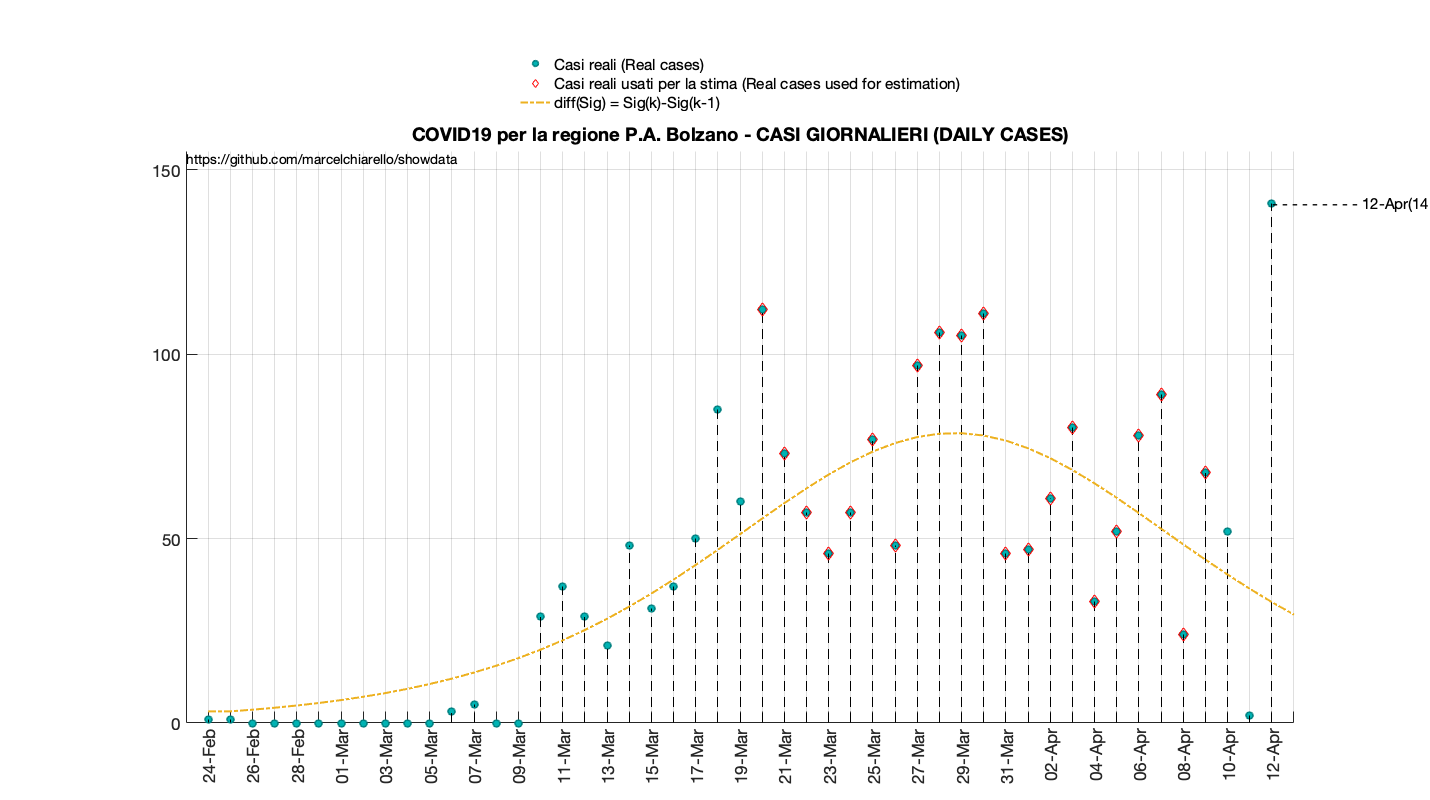 Casi reali (Real cases)
Casi reali usati per la stima (Real cases used for estimation)
diff(Sig) = Sig(k)-Sig(k-1)
COVID19 per la regione P.A. Bolzano - CASI GIORNALIERI (DAILY CASES)
https://github.com/marcelchiarello/showdata
150
12-Apr(14
100
50
0
24-Feb
26-Feb
28-Feb
01-Mar
03-Mar
05-Mar
07-Mar
09-Mar
11-Mar
13-Mar
15-Mar
17-Mar
19-Mar
21-Mar
23-Mar
25-Mar
27-Mar
29-Mar
31-Mar
02-Apr
04-Apr
06-Apr
08-Apr
10-Apr
12-Apr